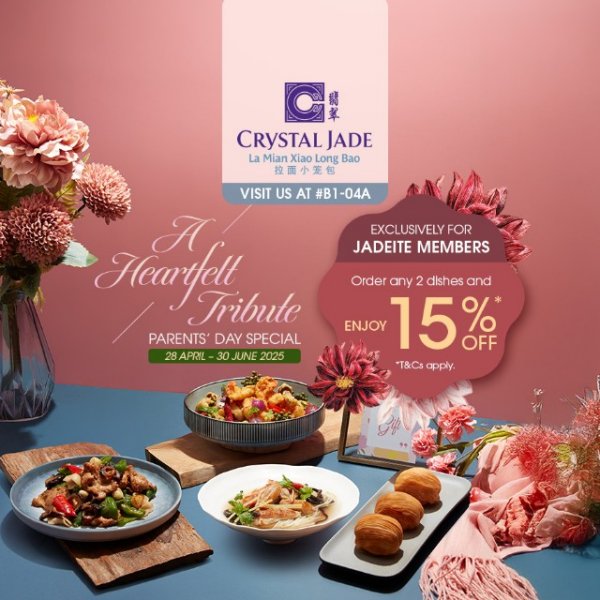 翡翠
CRYSTAL JADE
La Mian Xiao Long Bao
拉面小笼包
VISIT US AT #B1-04A
A
Heartfelt
Tribute
PARENTS' DAY SPECIAL
28 APRIL – 30 JUNE 2025
EXCLUSIVELY FOR
JADEITE MEMBERS
Order any 2 dishes and
ENJOY 15%* OFF
*T&Cs apply.
Gift